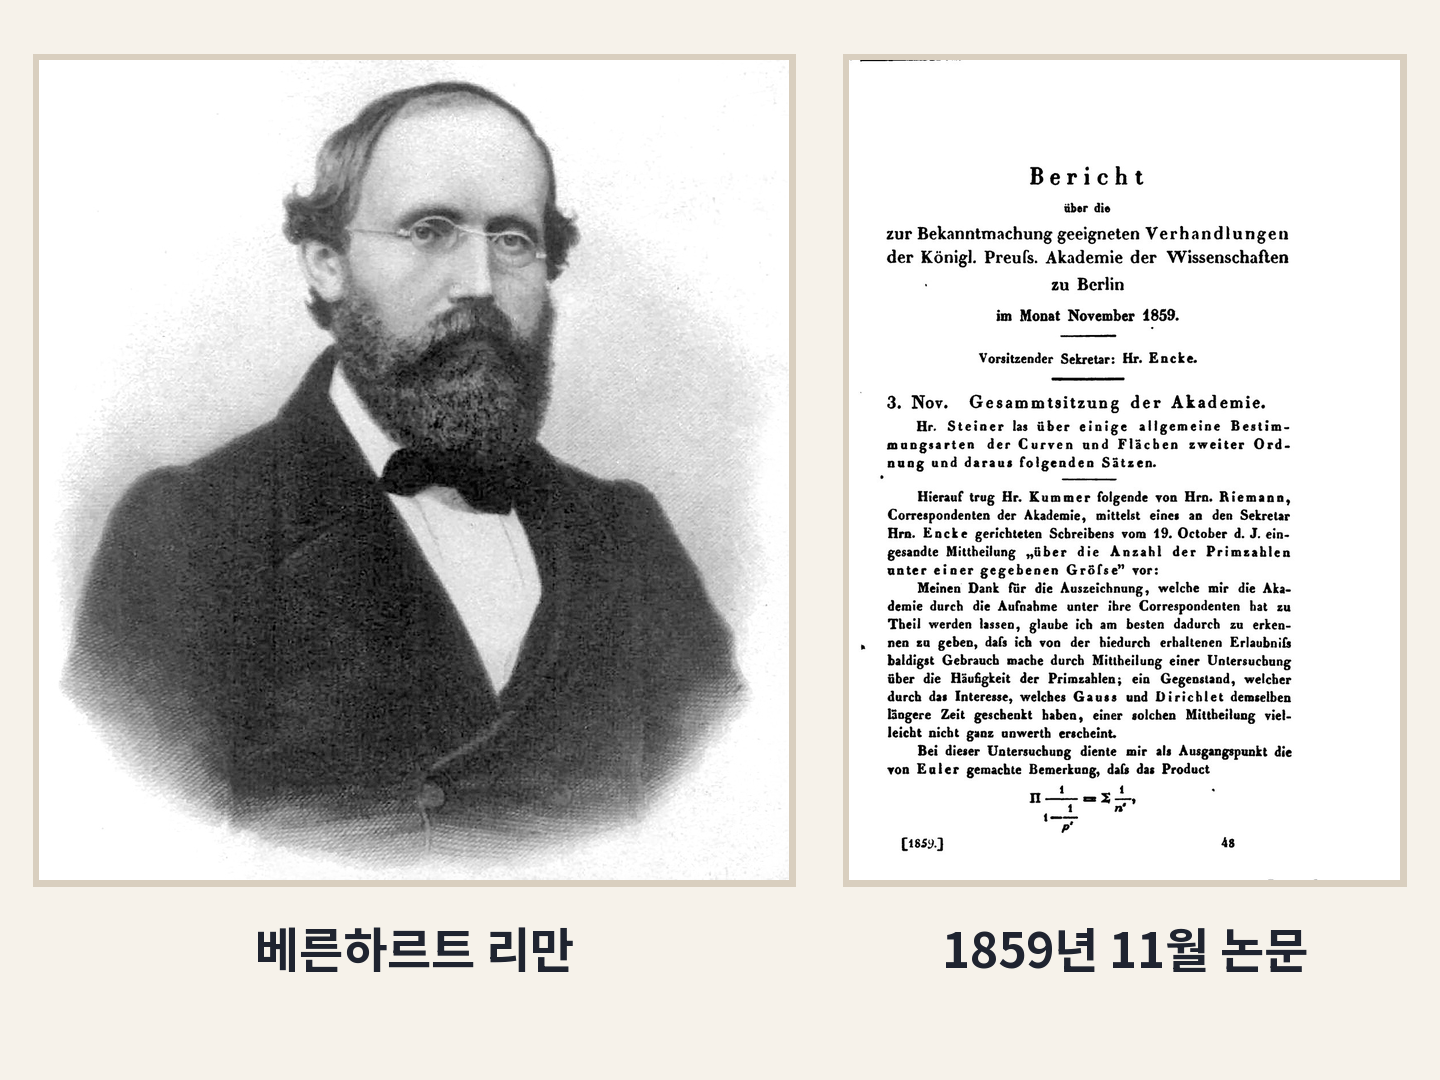 Bericht
über die
zur Bekanntmachung geeigneten Verhandlungen
der Königl. Preuſs. Akademie der Wissenschaften
zu Berlin
im Monat November 1859.
Vorsitzender Sekretar: Hr. Encke.
3. Nov. Gesammtsitzung der Akademie.
Hr. Steiner las über einige allgemeine Bestim-
mungsarten der Curven und Flächen zweiter Ord-
nung und daraus folgenden Sätzen.
Hierauf trug Hr. Kummer folgende von Hrn. Riemann,
Correspondenten der Akademie, mittelst eines an den Sekretar
Hrn. Encke gerichteten Schreibens vom 19. October d. J. ein-
gesandte Mittheilung „über die Anzahl der Primzahlen
unter einer gegebenen Gröſse” vor:
Meinen Dank für die Auszeichnung, welche mir die Aka-
demie durch die Aufnahme unter ihre Correspondenten hat zu
Theil werden lassen, glaube ich am besten dadurch zu erken-
nen zu geben, daſs ich von der hiedurch erhaltenen Erlaubniſs
baldigst Gebrauch mache durch Mittheilung einer Untersuchung
über die Häufigkeit der Primzahlen; ein Gegenstand, welcher
durch das Interesse, welches Gauss und Dirichlet demselben
längere Zeit geschenkt haben, einer solchen Mittheilung viel-
leicht nicht ganz unwerth erscheint.
Bei dieser Untersuchung diente mir als Ausgangspunkt die
von Euler gemachte Bemerkung, daſs das Product
Π 1/(1—1/pˢ) = Σ 1/nˢ,
[1859.] 48
베른하르트 리만
1859년 11월 논문